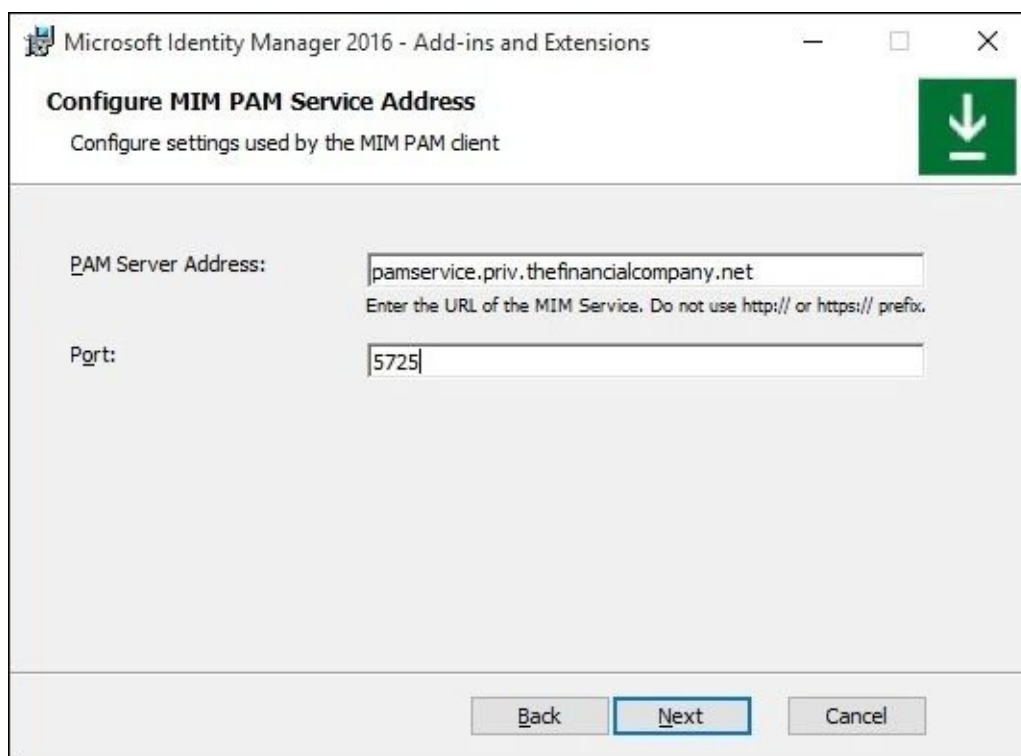 Microsoft Identity Manager 2016 - Add-ins and Extensions
Configure MIM PAM Service Address
Configure settings used by the MIM PAM client
PAM Server Address:
pamservice.priv.thefinancialcompany.net
Enter the URL of the MIM Service. Do not use http:// or https:// prefix.
Port:
5725
Back
Next
Cancel